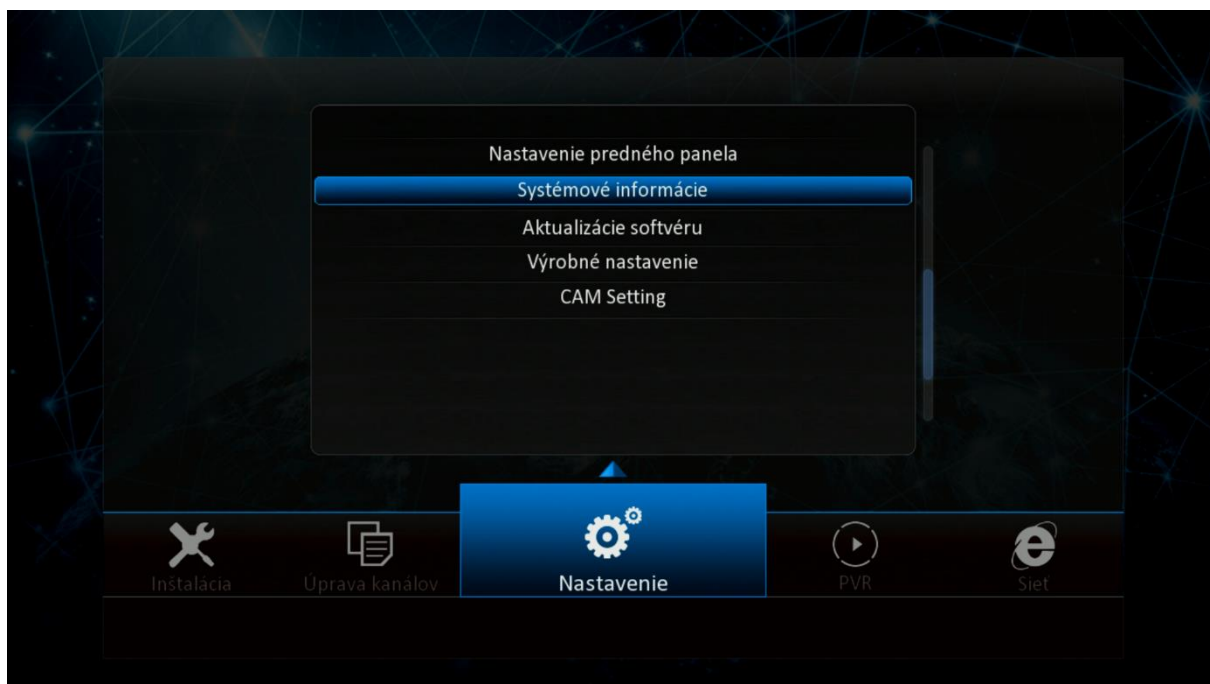 Nastavenie predného panela
Systémové informácie
Aktualizácie softvéru
Výrobné nastavenie
CAM Setting
Inštalácia
Úprava kanálov
Nastavenie
PVR
Sieť